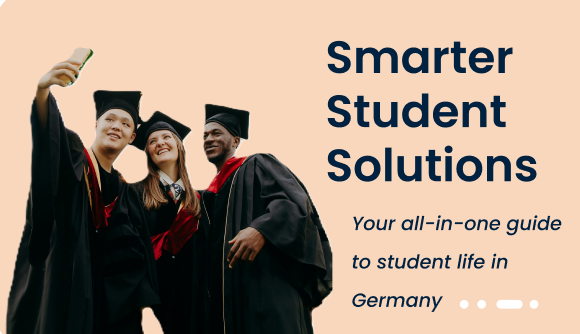 Smarter
Student
Solutions
Your all-in-one guide
to student life in
Germany